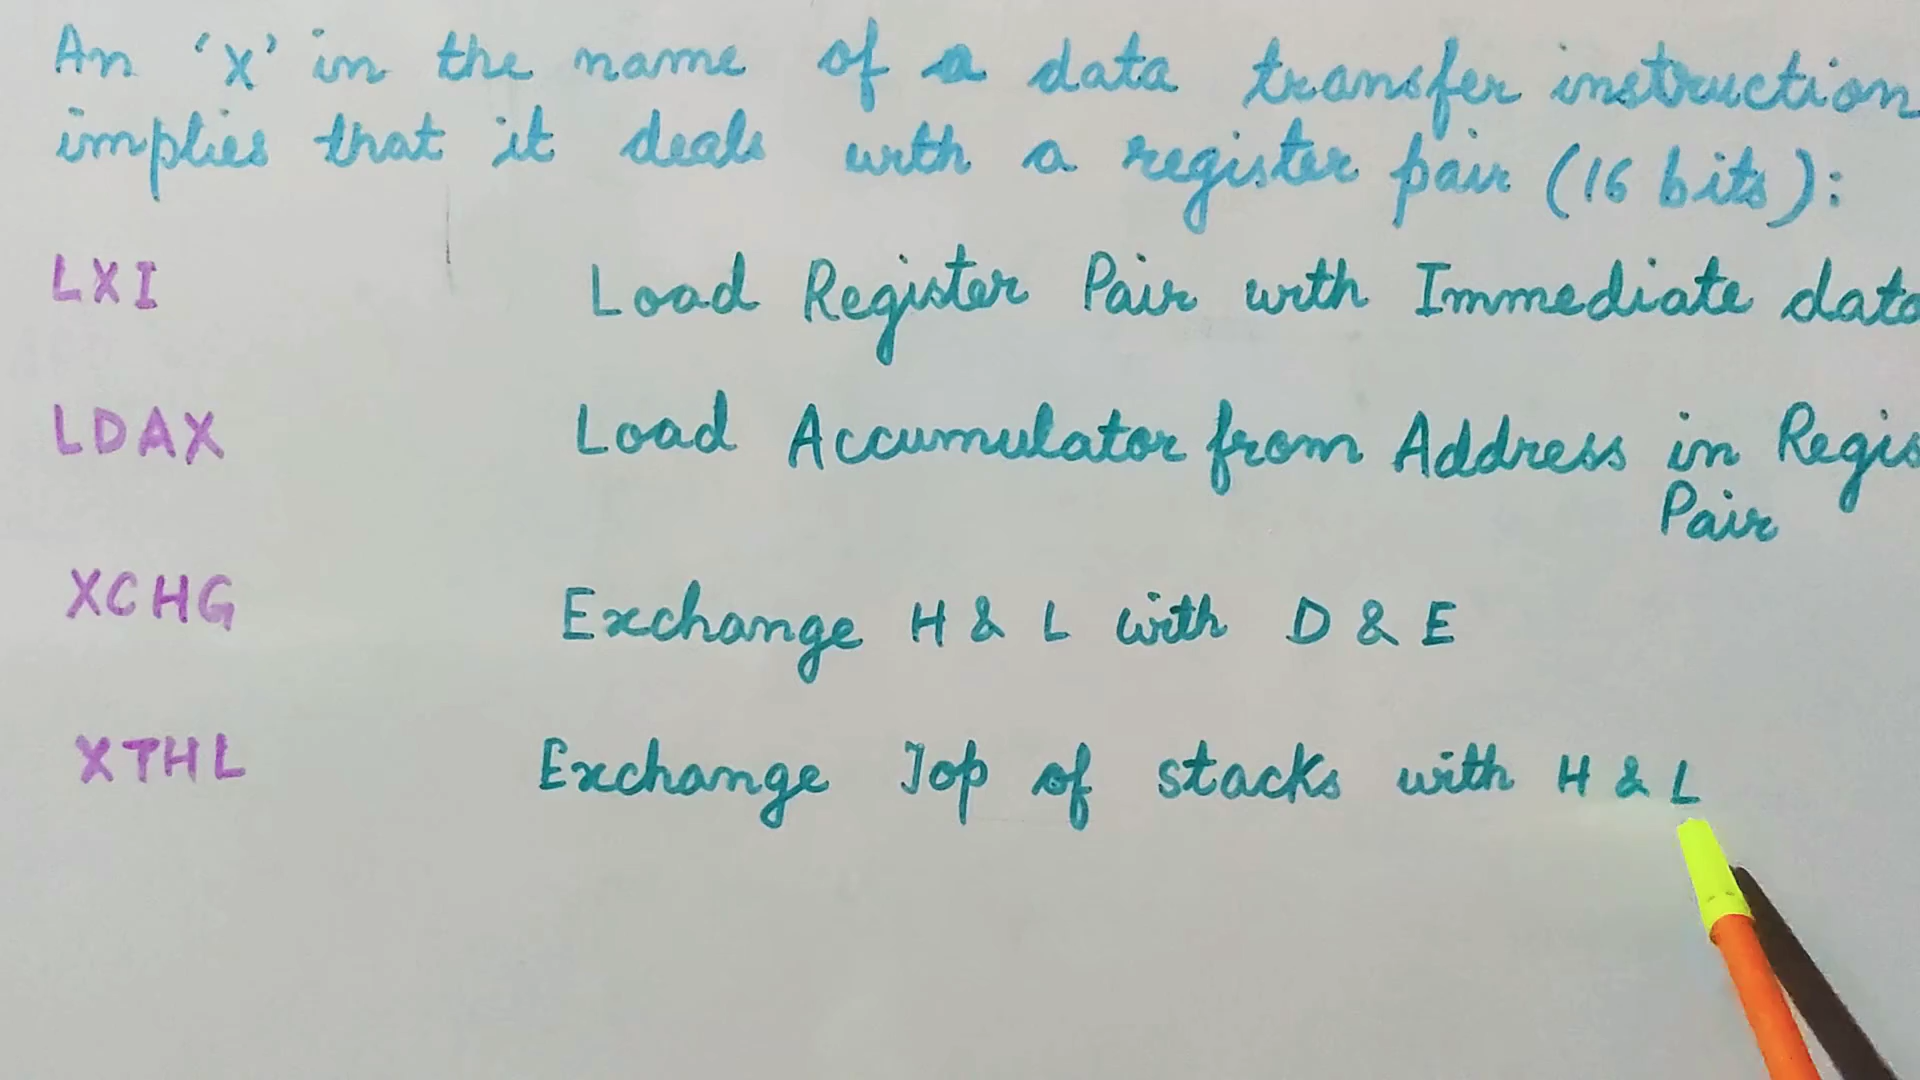 An 'X' in the name of a data transfer instruction
implies that it deals with a register pair (16 bits):
LXI Load Register Pair with Immediate data
LDAX Load Accumulator from Address in Regis
Pair
XCHG Exchange H & L with D & E
XTHL Exchange Top of stacks with H & L